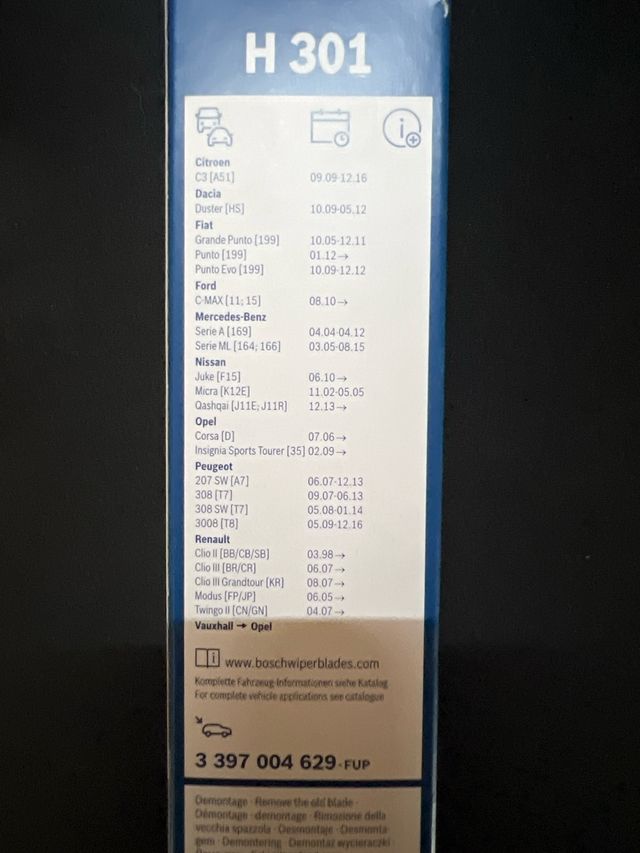 H 301
Citroen
C3 [A51] 09.09-12.16
Dacia
Duster [HS] 10.09-05.12
Fiat
Grande Punto [199] 10.05-12.11
Punto [199] 01.12→
Punto Evo [199] 10.09-12.12
Ford
C-MAX [11; 15] 08.10→
Mercedes-Benz
Serie A [169] 04.04-04.12
Serie ML [164; 166] 03.05-08.15
Nissan
Juke [F15] 06.10→
Micra [K12E] 11.02-05.05
Qashqai [J11E; J11R] 12.13→
Opel
Corsa [D] 07.06→
Insignia Sports Tourer [35] 02.09→
Peugeot
207 SW [A7] 06.07-12.13
308 [T7] 09.07-06.13
308 SW [T7] 05.08-01.14
3008 [T8] 05.09-12.16
Renault
Clio II [BB/CB/SB] 03.98→
Clio III [BR/CR] 06.07→
Clio III Grandtour [KR] 08.07→
Modus [FP/JP] 06.05→
Twingo II [CN/GN] 04.07→
Vauxhall → Opel
www.boschwiperblades.com
Komplette Fahrzeug-Informationen siehe Katalog
For complete vehicle applications see catalogue
3 397 004 629-FUP
Demontage · Remove the old blade ·
Démontage · demontage · Rimozione della
vecchia spazzola · Desmontaje · Desmonta-
gem · Demontering · Demontaż wycieraczki ·